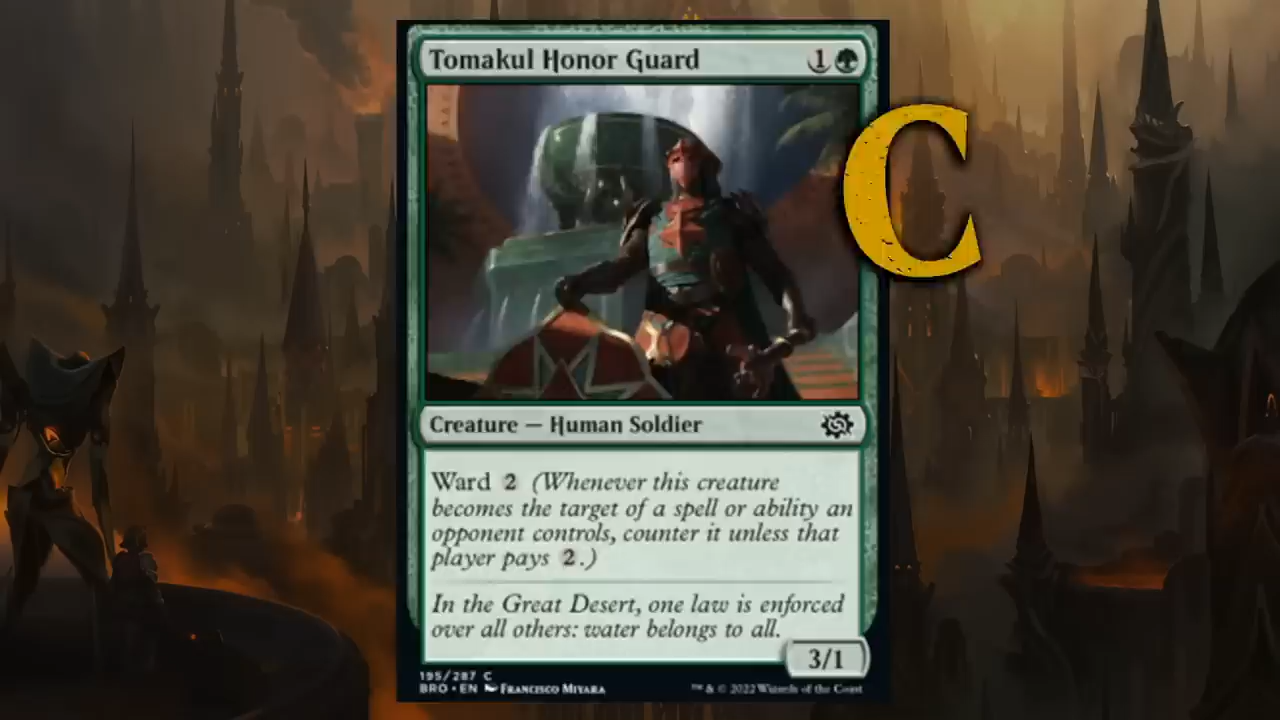 Tomakul Honor Guard 1
C
Creature — Human Soldier
Ward 2 (Whenever this creature
becomes the target of a spell or ability an
opponent controls, counter it unless that
player pays 2.)
In the Great Desert, one law is enforced
over all others: water belongs to all.
3/1
195/287 C
BRO • EN Francisco Miyara
™ & © 2022 Wizards of the Coast